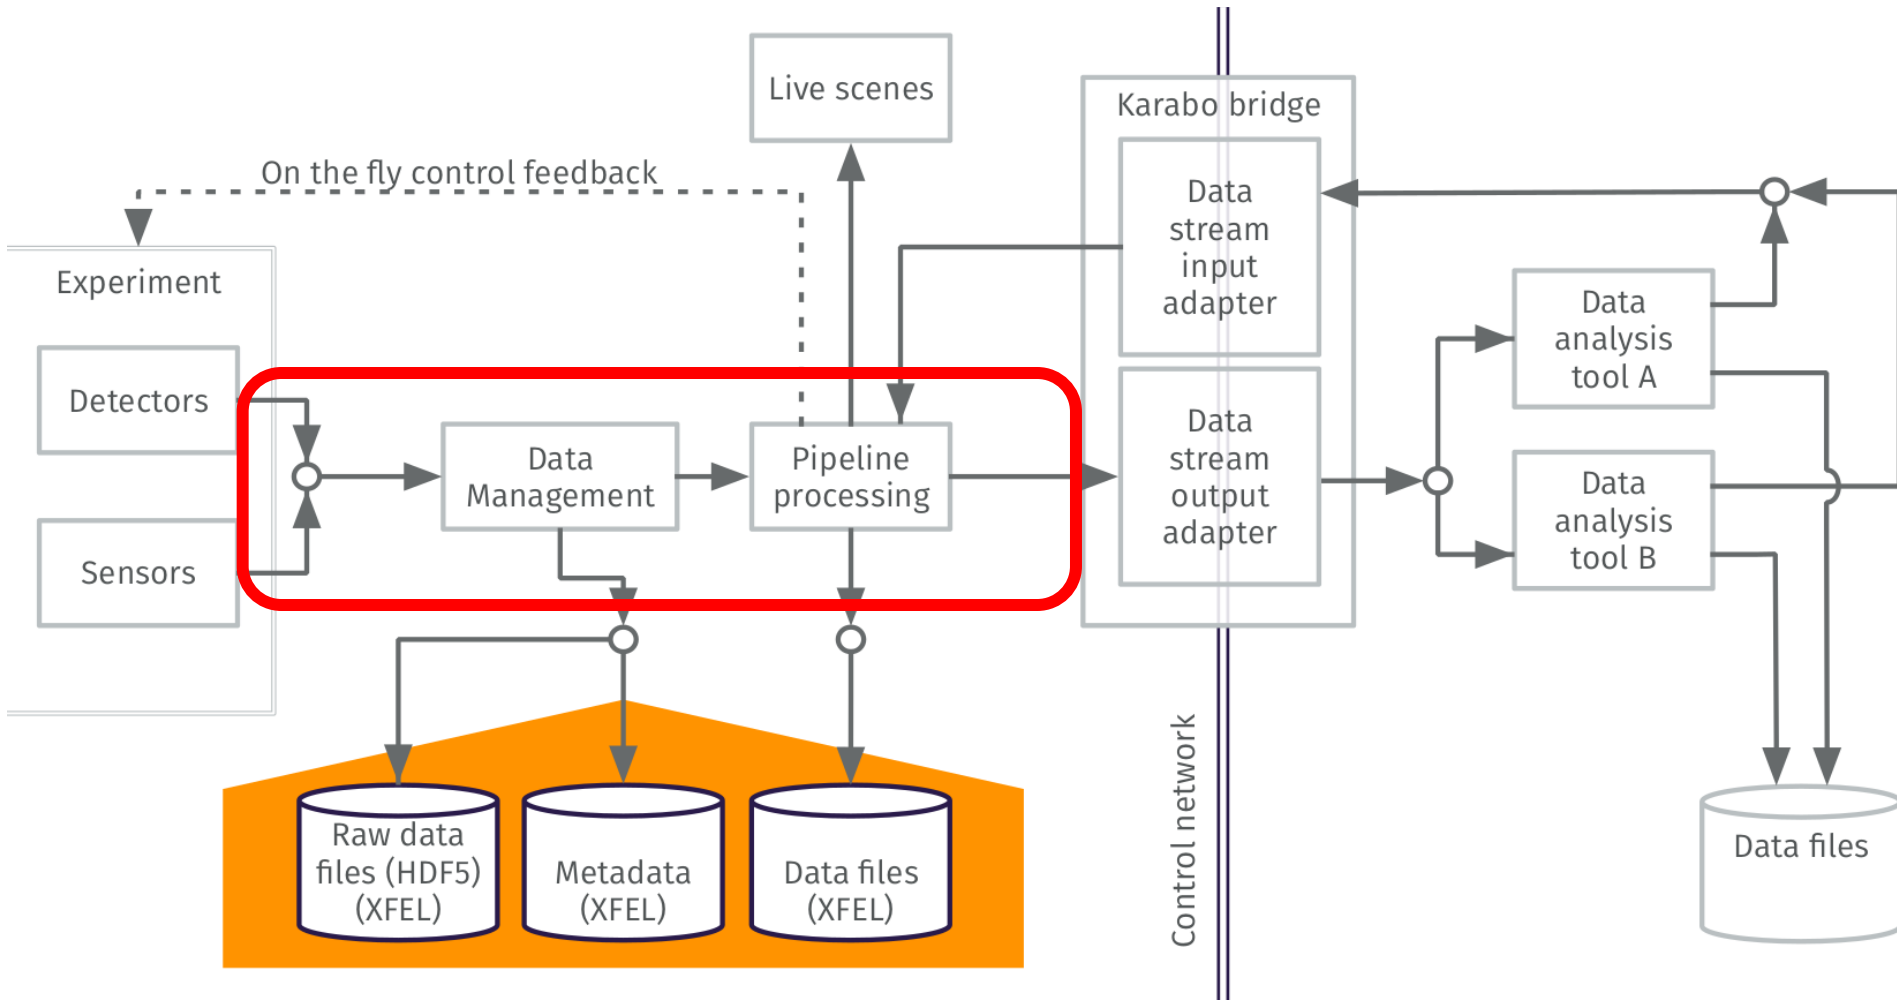 Live scenes
Karabo bridge
On the fly control feedback
Data
stream
input
adapter
Experiment
Data
analysis
tool A
Detectors
Data
Management
Pipeline
processing
Data
stream
output
adapter
Data
analysis
tool B
Sensors
Control network
Raw data
files (HDF5)
(XFEL)
Metadata
(XFEL)
Data files
(XFEL)
Data files